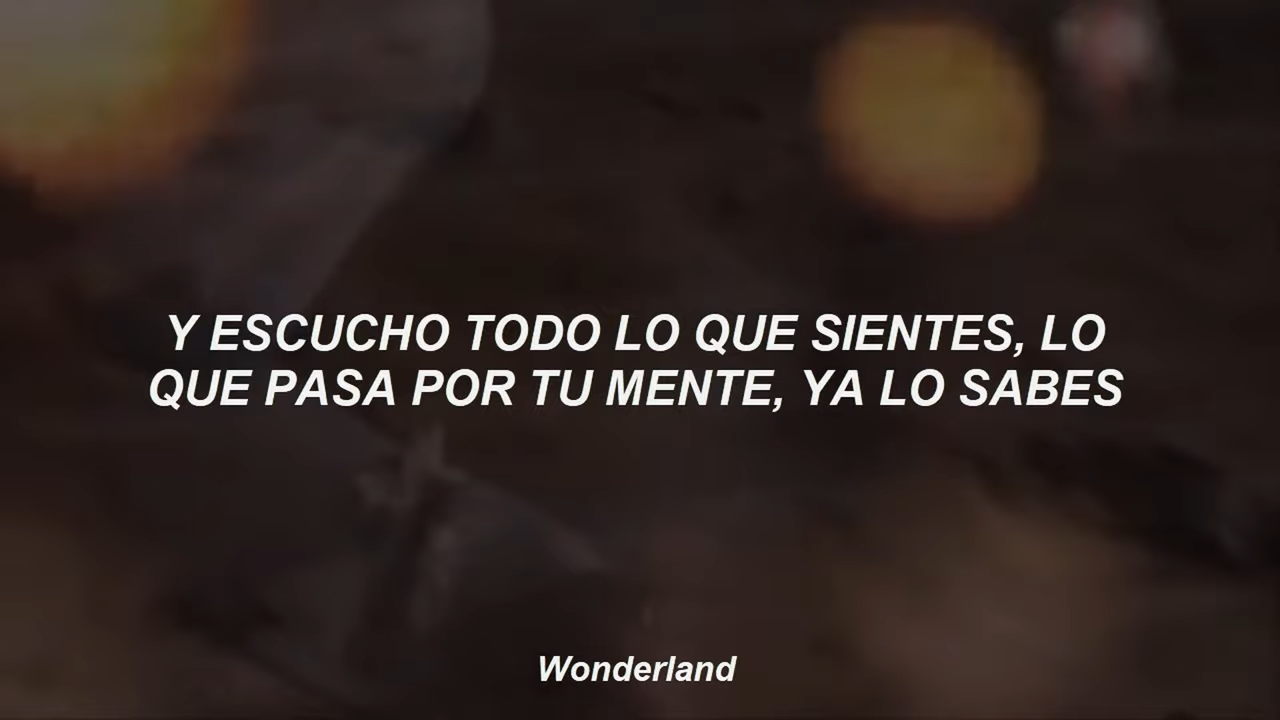 Y ESCUCHO TODO LO QUE SIENTES, LO
QUE PASA POR TU MENTE, YA LO SABES
Wonderland